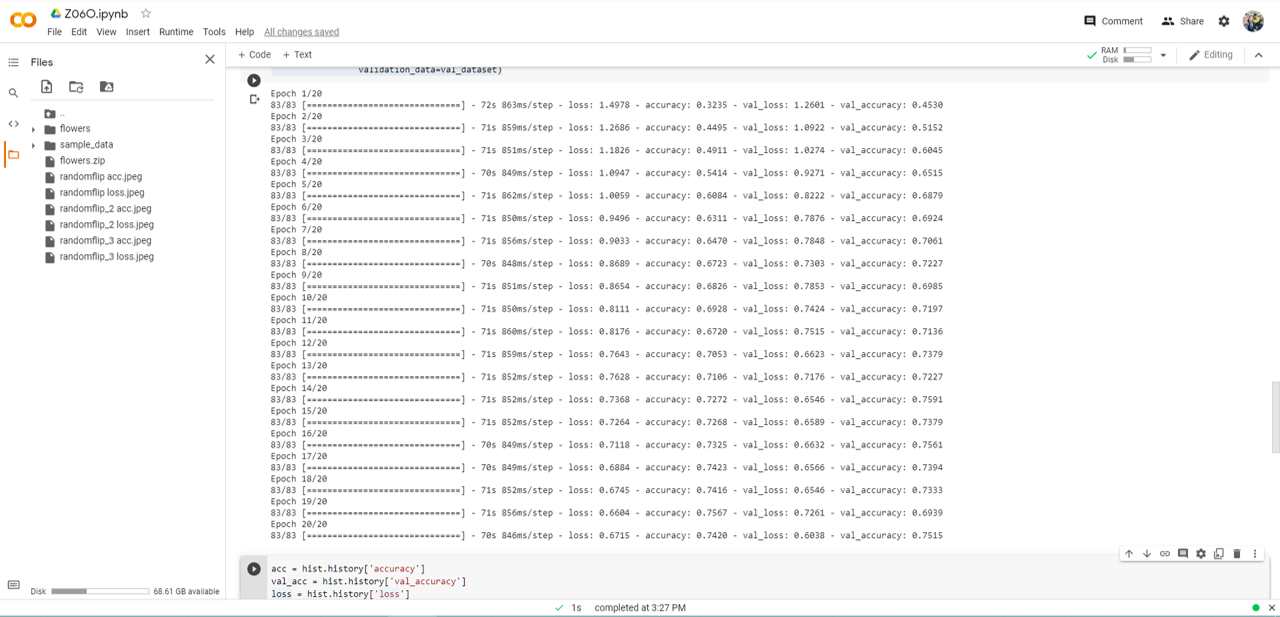 Z06O.ipynb
File Edit View Insert Runtime Tools Help All changes saved
Comment Share
Files
+ Code + Text
RAM
Disk
Editing
..
flowers
sample_data
flowers.zip
randomflip acc.jpeg
randomflip loss.jpeg
randomflip_2 acc.jpeg
randomflip_2 loss.jpeg
randomflip_3 acc.jpeg
randomflip_3 loss.jpeg
Disk 68.61 GB available
validation_data=val_dataset)
Epoch 1/20
83/83 [==============================] - 72s 863ms/step - loss: 1.4978 - accuracy: 0.3235 - val_loss: 1.2601 - val_accuracy: 0.4530
Epoch 2/20
83/83 [==============================] - 71s 859ms/step - loss: 1.2686 - accuracy: 0.4495 - val_loss: 1.0922 - val_accuracy: 0.5152
Epoch 3/20
83/83 [==============================] - 71s 851ms/step - loss: 1.1826 - accuracy: 0.4911 - val_loss: 1.0274 - val_accuracy: 0.6045
Epoch 4/20
83/83 [==============================] - 70s 849ms/step - loss: 1.0947 - accuracy: 0.5414 - val_loss: 0.9271 - val_accuracy: 0.6515
Epoch 5/20
83/83 [==============================] - 71s 862ms/step - loss: 1.0059 - accuracy: 0.6084 - val_loss: 0.8222 - val_accuracy: 0.6879
Epoch 6/20
83/83 [==============================] - 71s 850ms/step - loss: 0.9496 - accuracy: 0.6311 - val_loss: 0.7876 - val_accuracy: 0.6924
Epoch 7/20
83/83 [==============================] - 71s 856ms/step - loss: 0.9033 - accuracy: 0.6470 - val_loss: 0.7848 - val_accuracy: 0.7061
Epoch 8/20
83/83 [==============================] - 70s 848ms/step - loss: 0.8689 - accuracy: 0.6723 - val_loss: 0.7303 - val_accuracy: 0.7227
Epoch 9/20
83/83 [==============================] - 71s 851ms/step - loss: 0.8654 - accuracy: 0.6826 - val_loss: 0.7853 - val_accuracy: 0.6985
Epoch 10/20
83/83 [==============================] - 71s 850ms/step - loss: 0.8111 - accuracy: 0.6928 - val_loss: 0.7424 - val_accuracy: 0.7197
Epoch 11/20
83/83 [==============================] - 71s 860ms/step - loss: 0.8176 - accuracy: 0.6720 - val_loss: 0.7515 - val_accuracy: 0.7136
Epoch 12/20
83/83 [==============================] - 71s 859ms/step - loss: 0.7643 - accuracy: 0.7053 - val_loss: 0.6623 - val_accuracy: 0.7379
Epoch 13/20
83/83 [==============================] - 71s 852ms/step - loss: 0.7628 - accuracy: 0.7106 - val_loss: 0.7176 - val_accuracy: 0.7227
Epoch 14/20
83/83 [==============================] - 71s 852ms/step - loss: 0.7368 - accuracy: 0.7272 - val_loss: 0.6546 - val_accuracy: 0.7591
Epoch 15/20
83/83 [==============================] - 71s 852ms/step - loss: 0.7264 - accuracy: 0.7268 - val_loss: 0.6589 - val_accuracy: 0.7379
Epoch 16/20
83/83 [==============================] - 70s 849ms/step - loss: 0.7118 - accuracy: 0.7325 - val_loss: 0.6632 - val_accuracy: 0.7561
Epoch 17/20
83/83 [==============================] - 70s 849ms/step - loss: 0.6884 - accuracy: 0.7423 - val_loss: 0.6566 - val_accuracy: 0.7394
Epoch 18/20
83/83 [==============================] - 71s 852ms/step - loss: 0.6745 - accuracy: 0.7416 - val_loss: 0.6546 - val_accuracy: 0.7333
Epoch 19/20
83/83 [==============================] - 71s 856ms/step - loss: 0.6604 - accuracy: 0.7567 - val_loss: 0.7261 - val_accuracy: 0.6939
Epoch 20/20
83/83 [==============================] - 70s 846ms/step - loss: 0.6715 - accuracy: 0.7420 - val_loss: 0.6038 - val_accuracy: 0.7515
acc = hist.history['accuracy']
val_acc = hist.history['val_accuracy']
loss = hist.history['loss']
1s completed at 3:27 PM